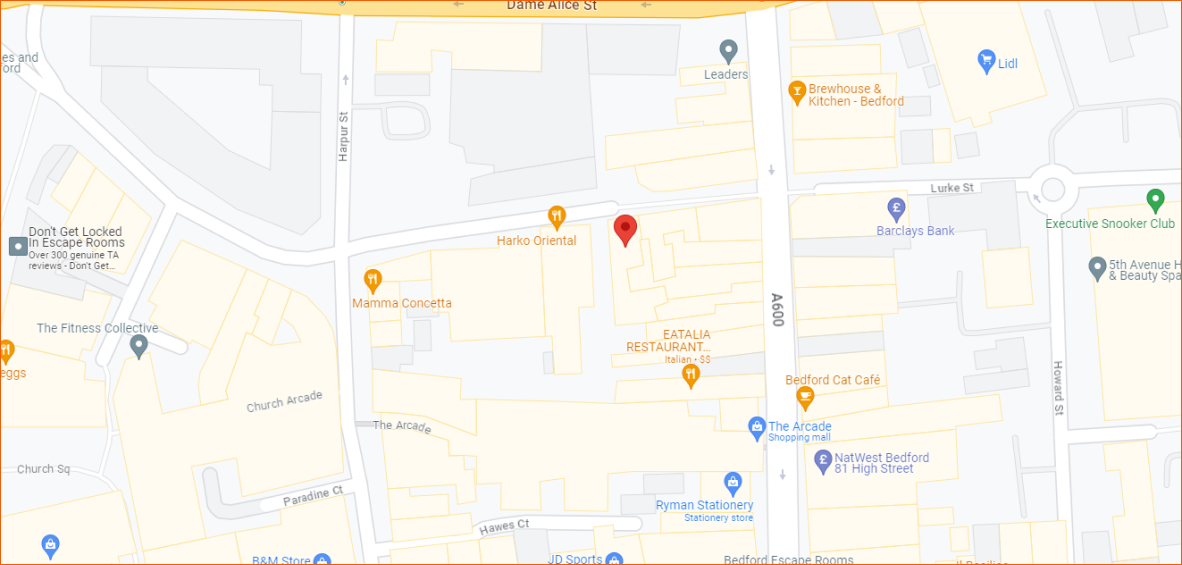 Dame Alice St
es and
ford
Leaders
Lidl
Brewhouse &
Kitchen - Bedford
Harpur St
Lurke St
Executive Snooker Club
Barclays Bank
Don't Get Locked
In Escape Rooms
Over 300 genuine TA
reviews - Don't Get...
Harko Oriental
5th Avenue H
& Beauty Spa
Mamma Concetta
A600
The Fitness Collective
EATALIA
RESTAURANT...
Italian • $$
eggs
Bedford Cat Café
Howard St
Church Arcade
The Arcade
The Arcade
Shopping mall
NatWest Bedford
81 High Street
Church Sq
Paradine Ct
Ryman Stationery
Stationery store
Hawes Ct
B&M Store
JD Sports
Bedford Escape Rooms